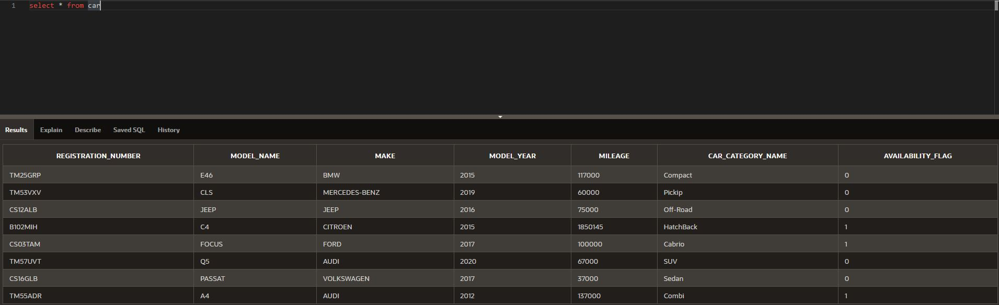 1 select * from car
Results Explain Describe Saved SQL History
REGISTRATION_NUMBER MODEL_NAME MAKE MODEL_YEAR MILEAGE CAR_CATEGORY_NAME AVAILABILITY_FLAG
TM25GRP E46 BMW 2015 117000 Compact 0
TM53VXV CLS MERCEDES-BENZ 2019 60000 Pickip 0
CS12ALB JEEP JEEP 2016 75000 Off-Road 0
B102MIH C4 CITROEN 2015 1850145 HatchBack 1
CS03TAM FOCUS FORD 2017 100000 Cabrio 1
TM57UVT Q5 AUDI 2020 67000 SUV 0
CS16GLB PASSAT VOLKSWAGEN 2017 37000 Sedan 0
TM55ADR A4 AUDI 2012 137000 Combi 1